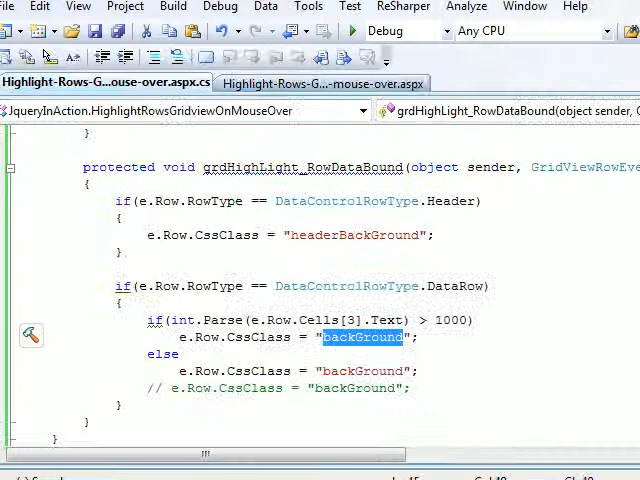 File Edit View Project Build Debug Data Tools Test ReSharper Analyze Window Help
Debug Any CPU
Highlight-Rows-G...ouse-over.aspx.cs Highlight-Rows-G...-mouse-over.aspx
JqueryInAction.HighlightRowsGridviewOnMouseOver grdHighLight_RowDataBound(object sender, G
}
protected void grdHighLight_RowDataBound(object sender, GridViewRowEve
{
if(e.Row.RowType == DataControlRowType.Header)
{
e.Row.CssClass = "headerBackGround";
}
if(e.Row.RowType == DataControlRowType.DataRow)
{
if(int.Parse(e.Row.Cells[3].Text) > 1000)
e.Row.CssClass = "backGround";
else
e.Row.CssClass = "backGround";
// e.Row.CssClass = "backGround";
}
}
}